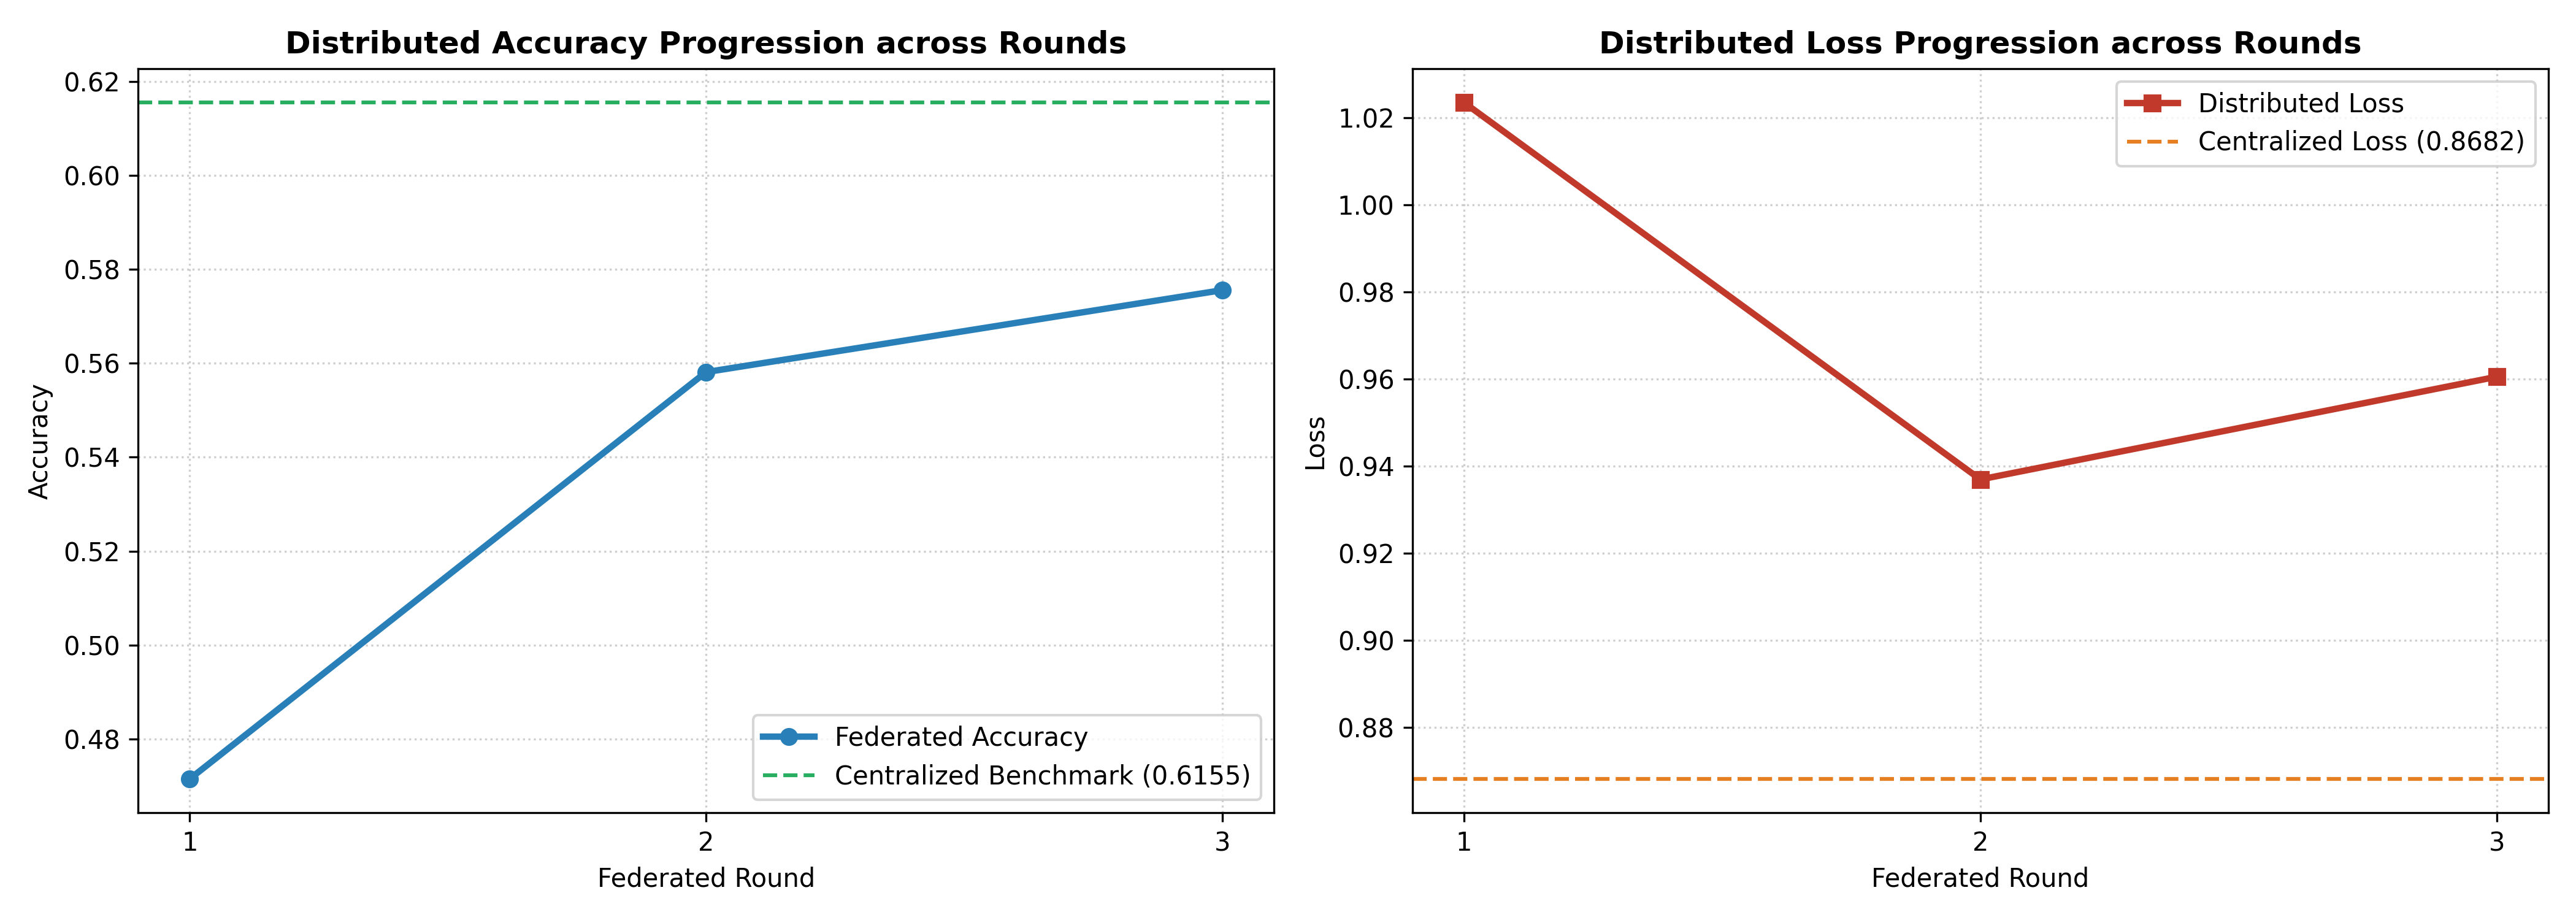 Distributed Accuracy Progression across Rounds
0.62
0.60
0.58
0.56
0.54
0.52
0.50
0.48
Accuracy
Federated Accuracy
Centralized Benchmark (0.6155)
1
2
3
Federated Round
Distributed Loss Progression across Rounds
1.02
1.00
0.98
0.96
0.94
0.92
0.90
0.88
Loss
Distributed Loss
Centralized Loss (0.8682)
1
2
3
Federated Round